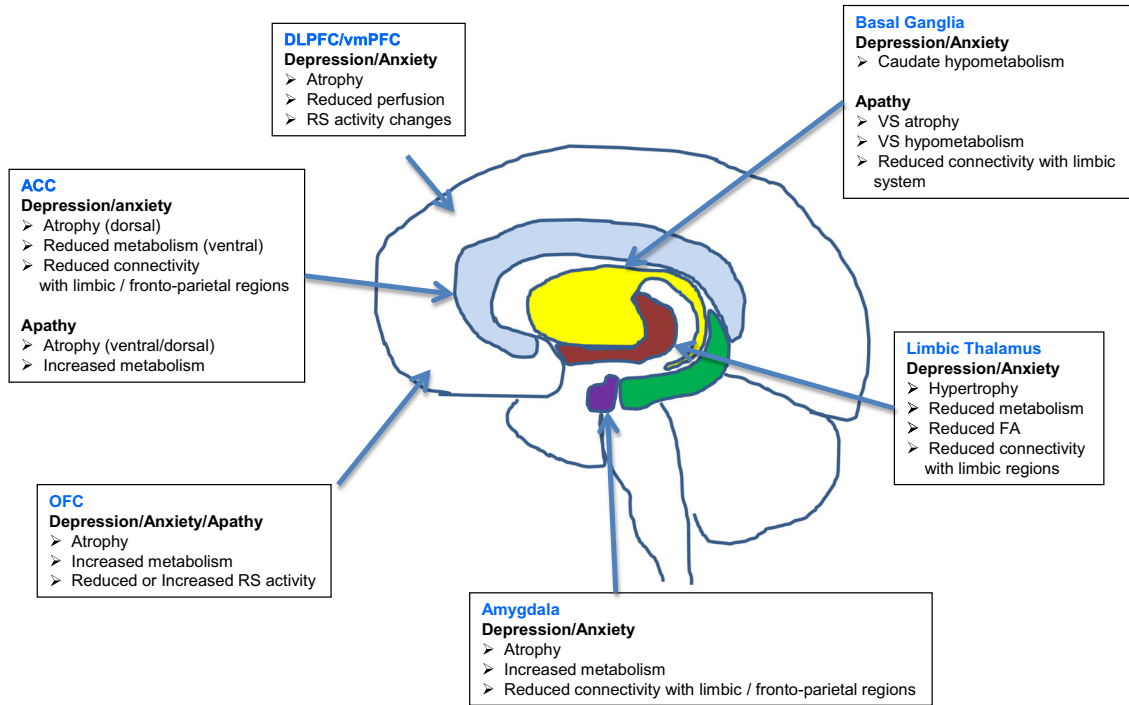 DLPFC/vmPFC
Depression/Anxiety
➢ Atrophy
➢ Reduced perfusion
➢ RS activity changes
Basal Ganglia
Depression/Anxiety
➢ Caudate hypometabolism
Apathy
➢ VS atrophy
➢ VS hypometabolism
➢ Reduced connectivity with limbic
system
ACC
Depression/anxiety
➢ Atrophy (dorsal)
➢ Reduced metabolism (ventral)
➢ Reduced connectivity
with limbic / fronto-parietal regions
Apathy
➢ Atrophy (ventral/dorsal)
➢ Increased metabolism
Limbic Thalamus
Depression/Anxiety
➢ Hypertrophy
➢ Reduced metabolism
➢ Reduced FA
➢ Reduced connectivity
with limbic regions
OFC
Depression/Anxiety/Apathy
➢ Atrophy
➢ Increased metabolism
➢ Reduced or Increased RS activity
Amygdala
Depression/Anxiety
➢ Atrophy
➢ Increased metabolism
➢ Reduced connectivity with limbic / fronto-parietal regions